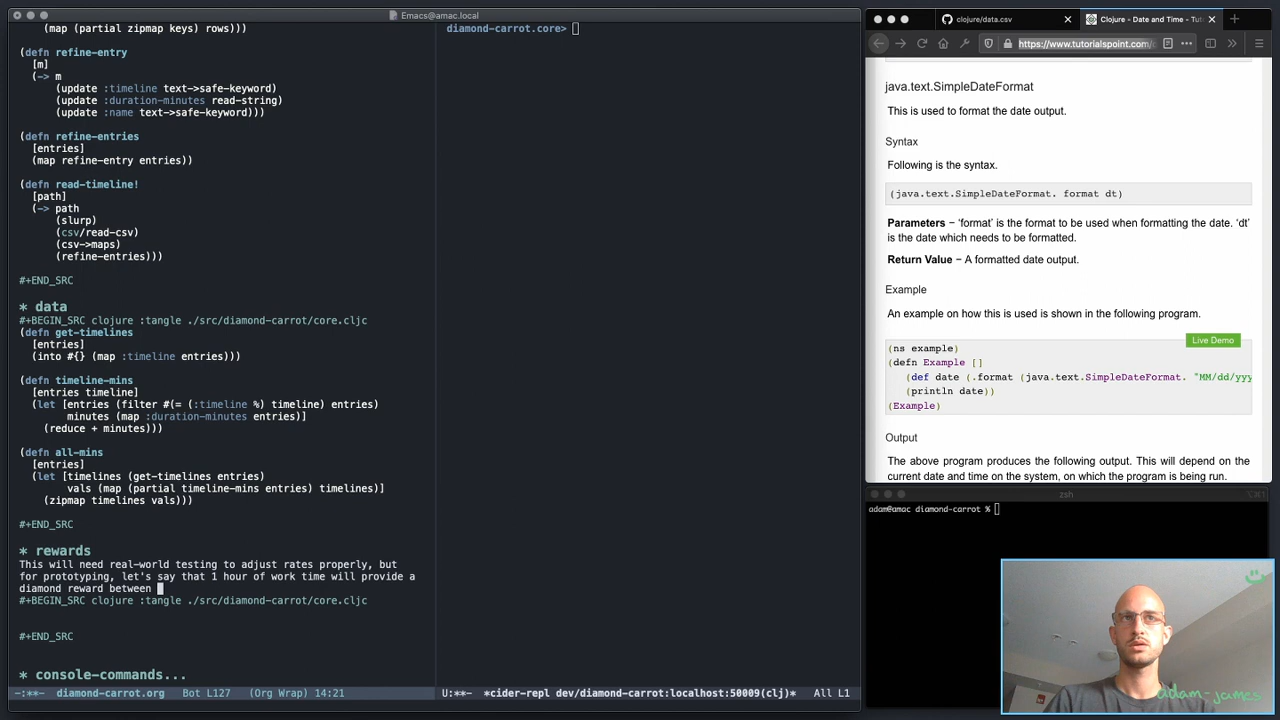 Emacs@amac.local
(map (partial zipmap keys) rows)))
(defn refine-entry
[m]
(-> m
(update :timeline text->safe-keyword)
(update :duration-minutes read-string)
(update :name text->safe-keyword)))
(defn refine-entries
[entries]
(map refine-entry entries))
(defn read-timeline!
[path]
(-> path
(slurp)
(csv/read-csv)
(csv->maps)
(refine-entries)))
#+END_SRC
* data
#+BEGIN_SRC clojure :tangle ./src/diamond-carrot/core.cljc
(defn get-timelines
[entries]
(into #{} (map :timeline entries)))
(defn timeline-mins
[entries timeline]
(let [entries (filter #(= (:timeline %) timeline) entries)
minutes (map :duration-minutes entries)]
(reduce + minutes)))
(defn all-mins
[entries]
(let [timelines (get-timelines entries)
vals (map (partial timeline-mins entries) timelines)]
(zipmap timelines vals)))
#+END_SRC
* rewards
This will need real-world testing to adjust rates properly, but
for prototyping, let's say that 1 hour of work time will provide a
diamond reward between
#+BEGIN_SRC clojure :tangle ./src/diamond-carrot/core.cljc
#+END_SRC
* console-commands...
-:**- diamond-carrot.org Bot L127 (Org Wrap) 14:21
diamond-carrot.core>
U:**- *cider-repl dev/diamond-carrot:localhost:50009(clj)* All L1
clojure/data.csv
Clojure - Date and Time - Tutori
https://www.tutorialspoint.com/
java.text.SimpleDateFormat
This is used to format the date output.
Syntax
Following is the syntax.
(java.text.SimpleDateFormat. format dt)
Parameters − ‘format’ is the format to be used when formatting the date. ‘dt’
is the date which needs to be formatted.
Return Value − A formatted date output.
Example
An example on how this is used is shown in the following program.
Live Demo
(ns example)
(defn Example []
(def date (.format (java.text.SimpleDateFormat. "MM/dd/yyy
(println date))
(Example)
Output
The above program produces the following output. This will depend on the
current date and time on the system, on which the program is being run.
zsh
adam@amac diamond-carrot %
adam-james